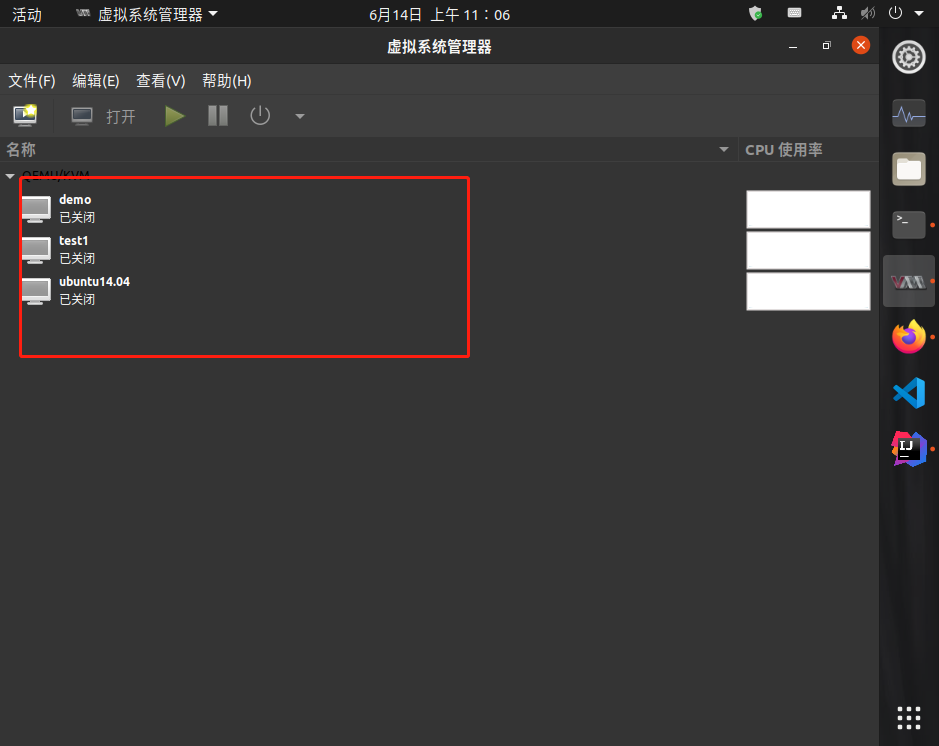 活动 虚拟系统管理器 6月14日 上午 11：06
虚拟系统管理器
文件(F) 编辑(E) 查看(V) 帮助(H)
打开
名称 CPU 使用率
QEMU/KVM
demo
已关闭
test1
已关闭
ubuntu14.04
已关闭
>_
IJ